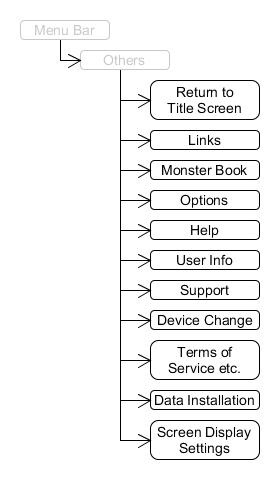 Menu Bar
Others
Return to
Title Screen
Links
Monster Book
Options
Help
User Info
Support
Device Change
Terms of
Service etc.
Data Installation
Screen Display
Settings